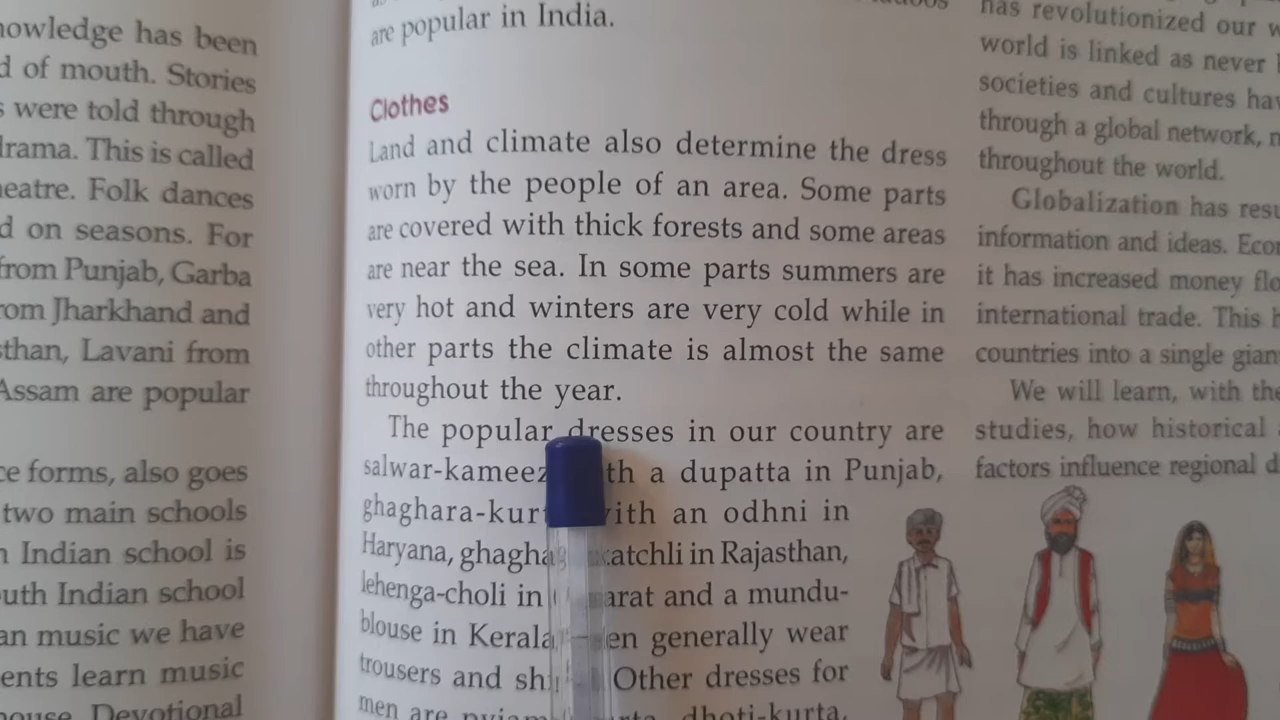 nowledge has been
d of mouth. Stories
s were told through
drama. This is called
heatre. Folk dances
d on seasons. For
from Punjab, Garba
rom Jharkhand and
sthan, Lavani from
Assam are popular
ce forms, also goes
two main schools
n Indian school is
outh Indian school
an music we have
ents learn music
house. Devotional
are popular in India.
Clothes
Land and climate also determine the dress
worn by the people of an area. Some parts
are covered with thick forests and some areas
are near the sea. In some parts summers are
very hot and winters are very cold while in
other parts the climate is almost the same
throughout the year.
The popular dresses in our country are
salwar-kameez th a dupatta in Punjab,
ghaghara-kur with an odhni in
Haryana, ghagha katchli in Rajasthan,
lehenga-choli in arat and a mundu-
blouse in Kerala en generally wear
trousers and sh Other dresses for
men are dhoti-kurta,
has revolutionized our w
world is linked as never
societies and cultures hav
through a global network,
throughout the world.
Globalization has resu
information and ideas. Econ
it has increased money flo
international trade. This h
countries into a single gian
We will learn, with the
studies, how historical
factors influence regional d